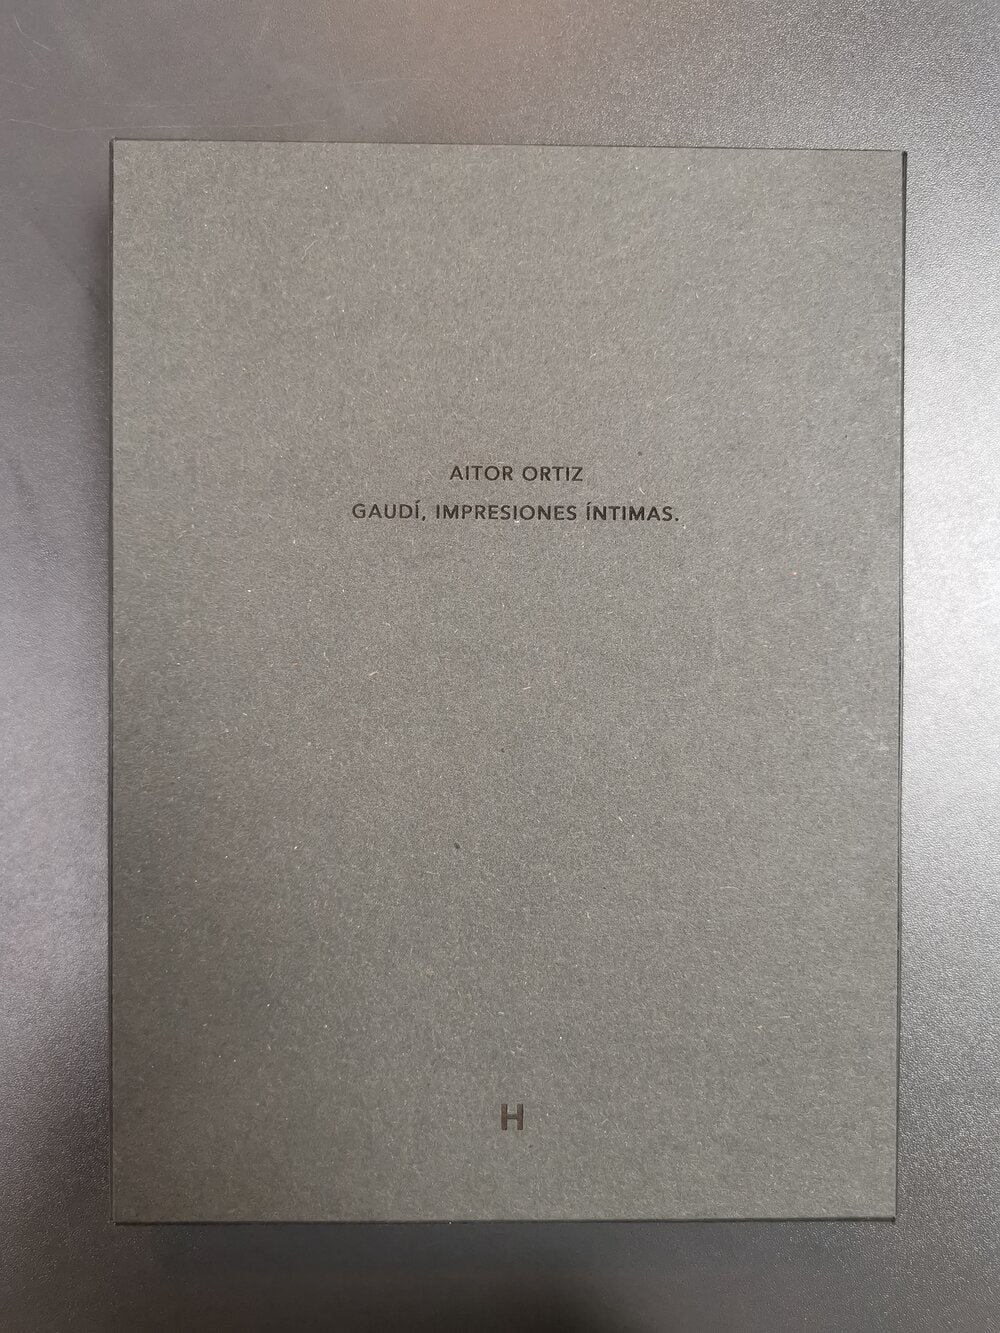 AITOR ORTIZ
GAUDÍ, IMPRESIONES ÍNTIMAS.
H